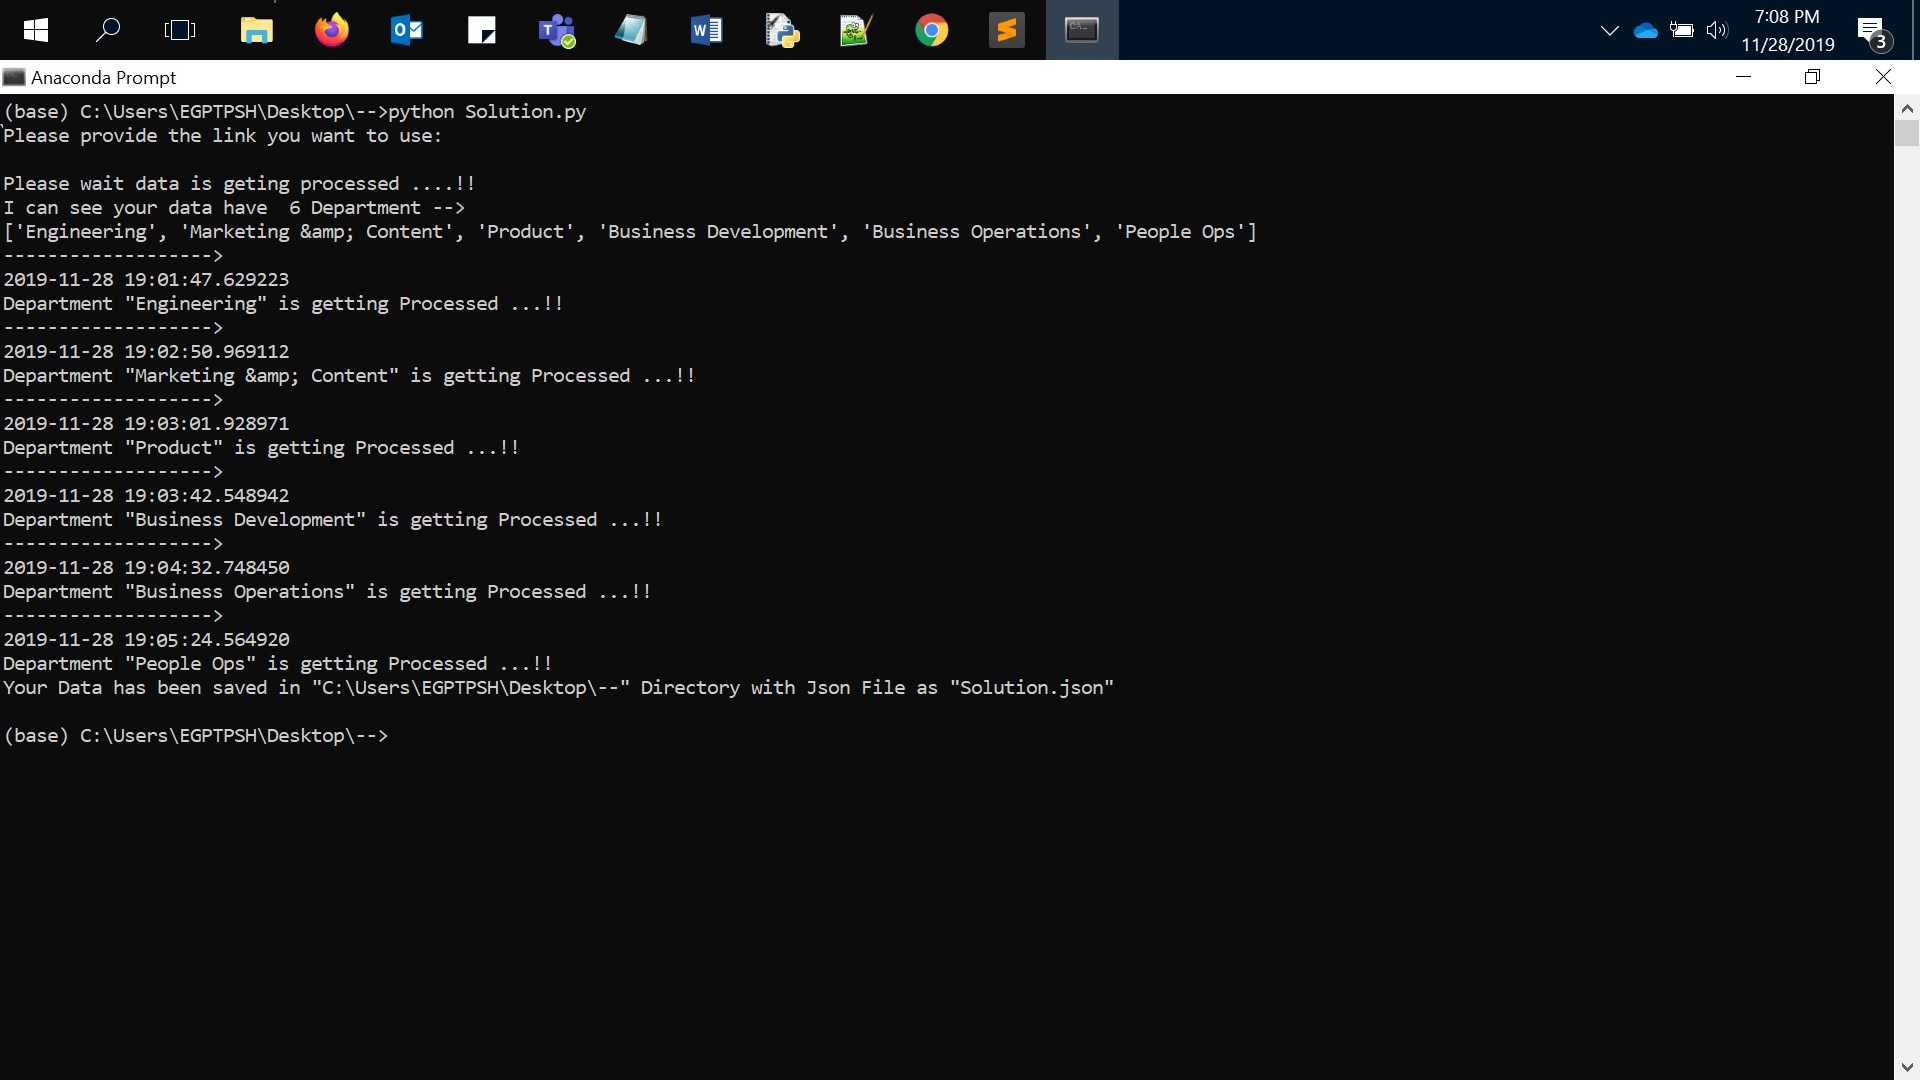 7:08 PM
11/28/2019
3
Anaconda Prompt
(base) C:\Users\EGPTPSH\Desktop\-->python Solution.py
Please provide the link you want to use:
Please wait data is geting processed ....!!
I can see your data have  6 Department -->
['Engineering', 'Marketing &amp; Content', 'Product', 'Business Development', 'Business Operations', 'People Ops']
------------------->
2019-11-28 19:01:47.629223
Department "Engineering" is getting Processed ...!!
------------------->
2019-11-28 19:02:50.969112
Department "Marketing &amp; Content" is getting Processed ...!!
------------------->
2019-11-28 19:03:01.928971
Department "Product" is getting Processed ...!!
------------------->
2019-11-28 19:03:42.548942
Department "Business Development" is getting Processed ...!!
------------------->
2019-11-28 19:04:32.748450
Department "Business Operations" is getting Processed ...!!
------------------->
2019-11-28 19:05:24.564920
Department "People Ops" is getting Processed ...!!
Your Data has been saved in "C:\Users\EGPTPSH\Desktop\--" Directory with Json File as "Solution.json"
(base) C:\Users\EGPTPSH\Desktop\-->